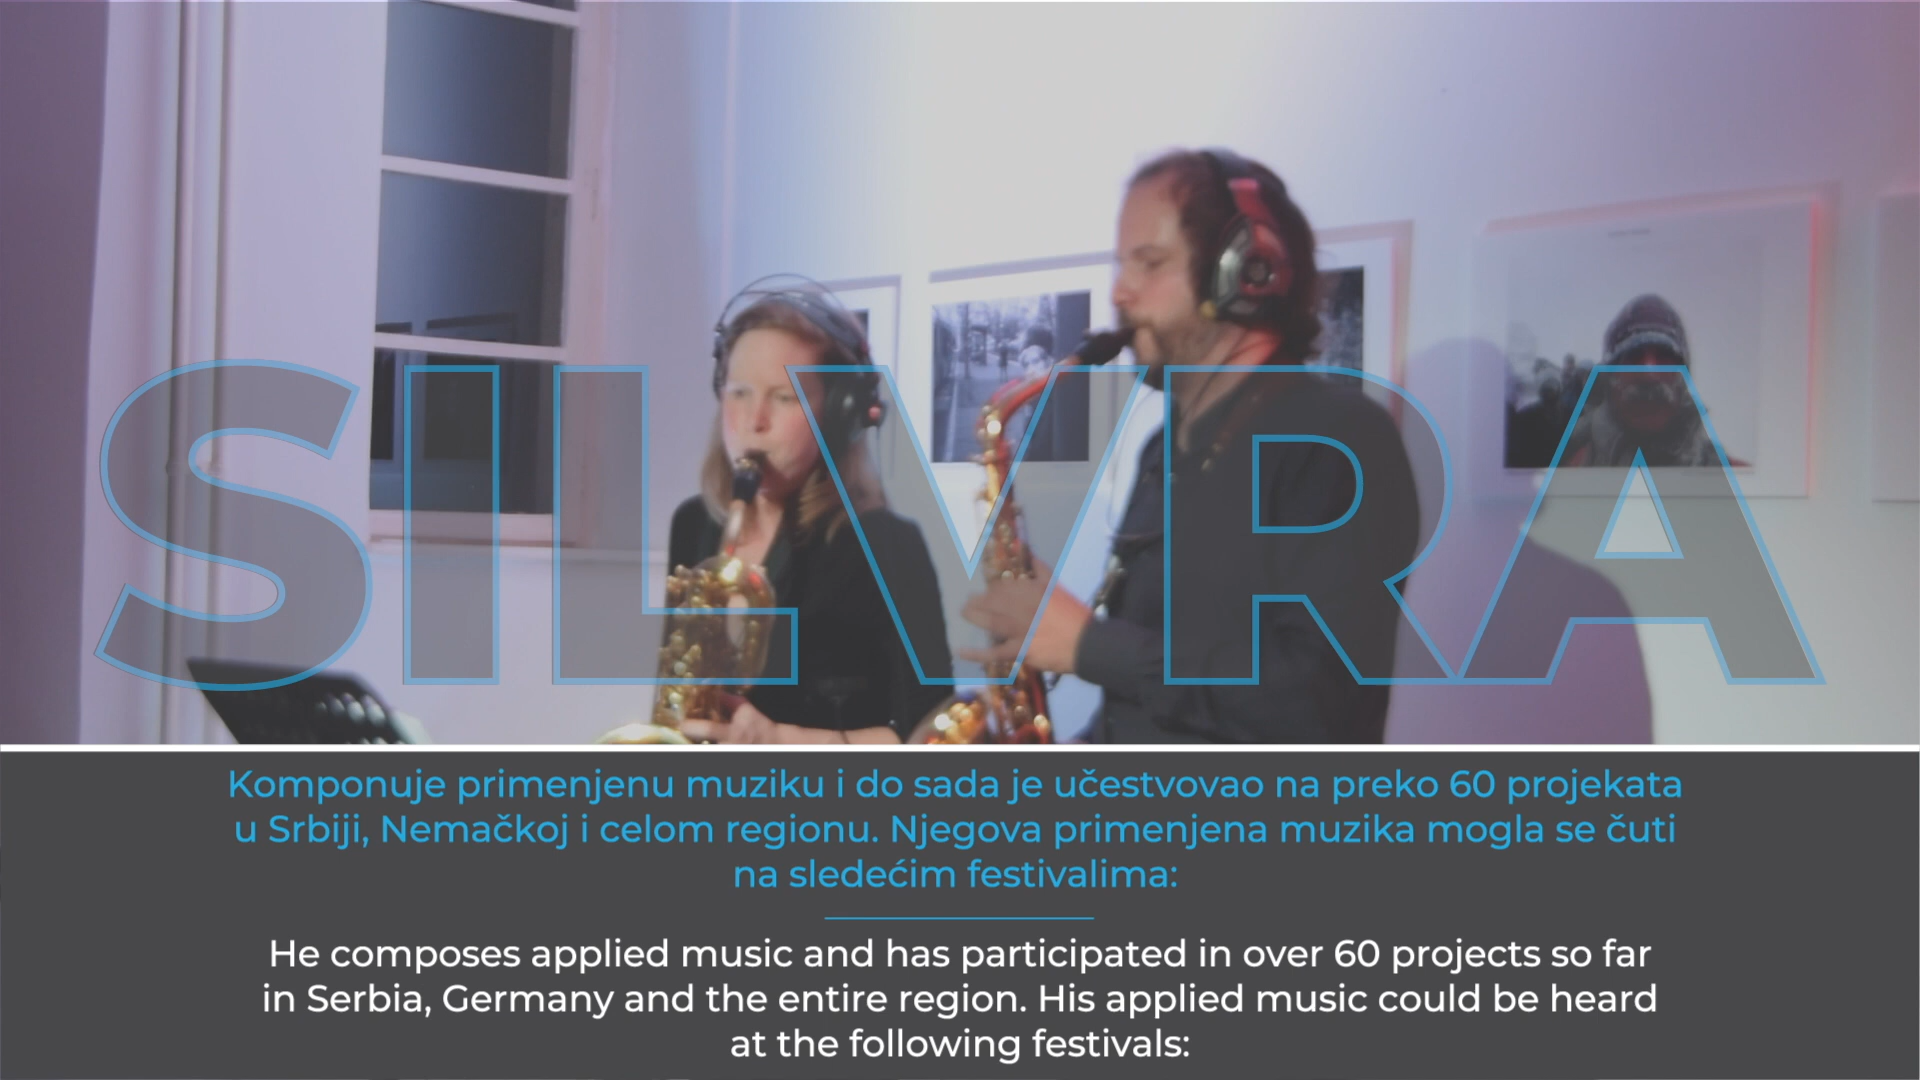 SILVRA
Komponuje primenjenu muziku i do sada je učestvovao na preko 60 projekata
u Srbiji, Nemačkoj i celom regionu. Njegova primenjena muzika mogla se čuti
na sledećim festivalima:
He composes applied music and has participated in over 60 projects so far
in Serbia, Germany and the entire region. His applied music could be heard
at the following festivals: